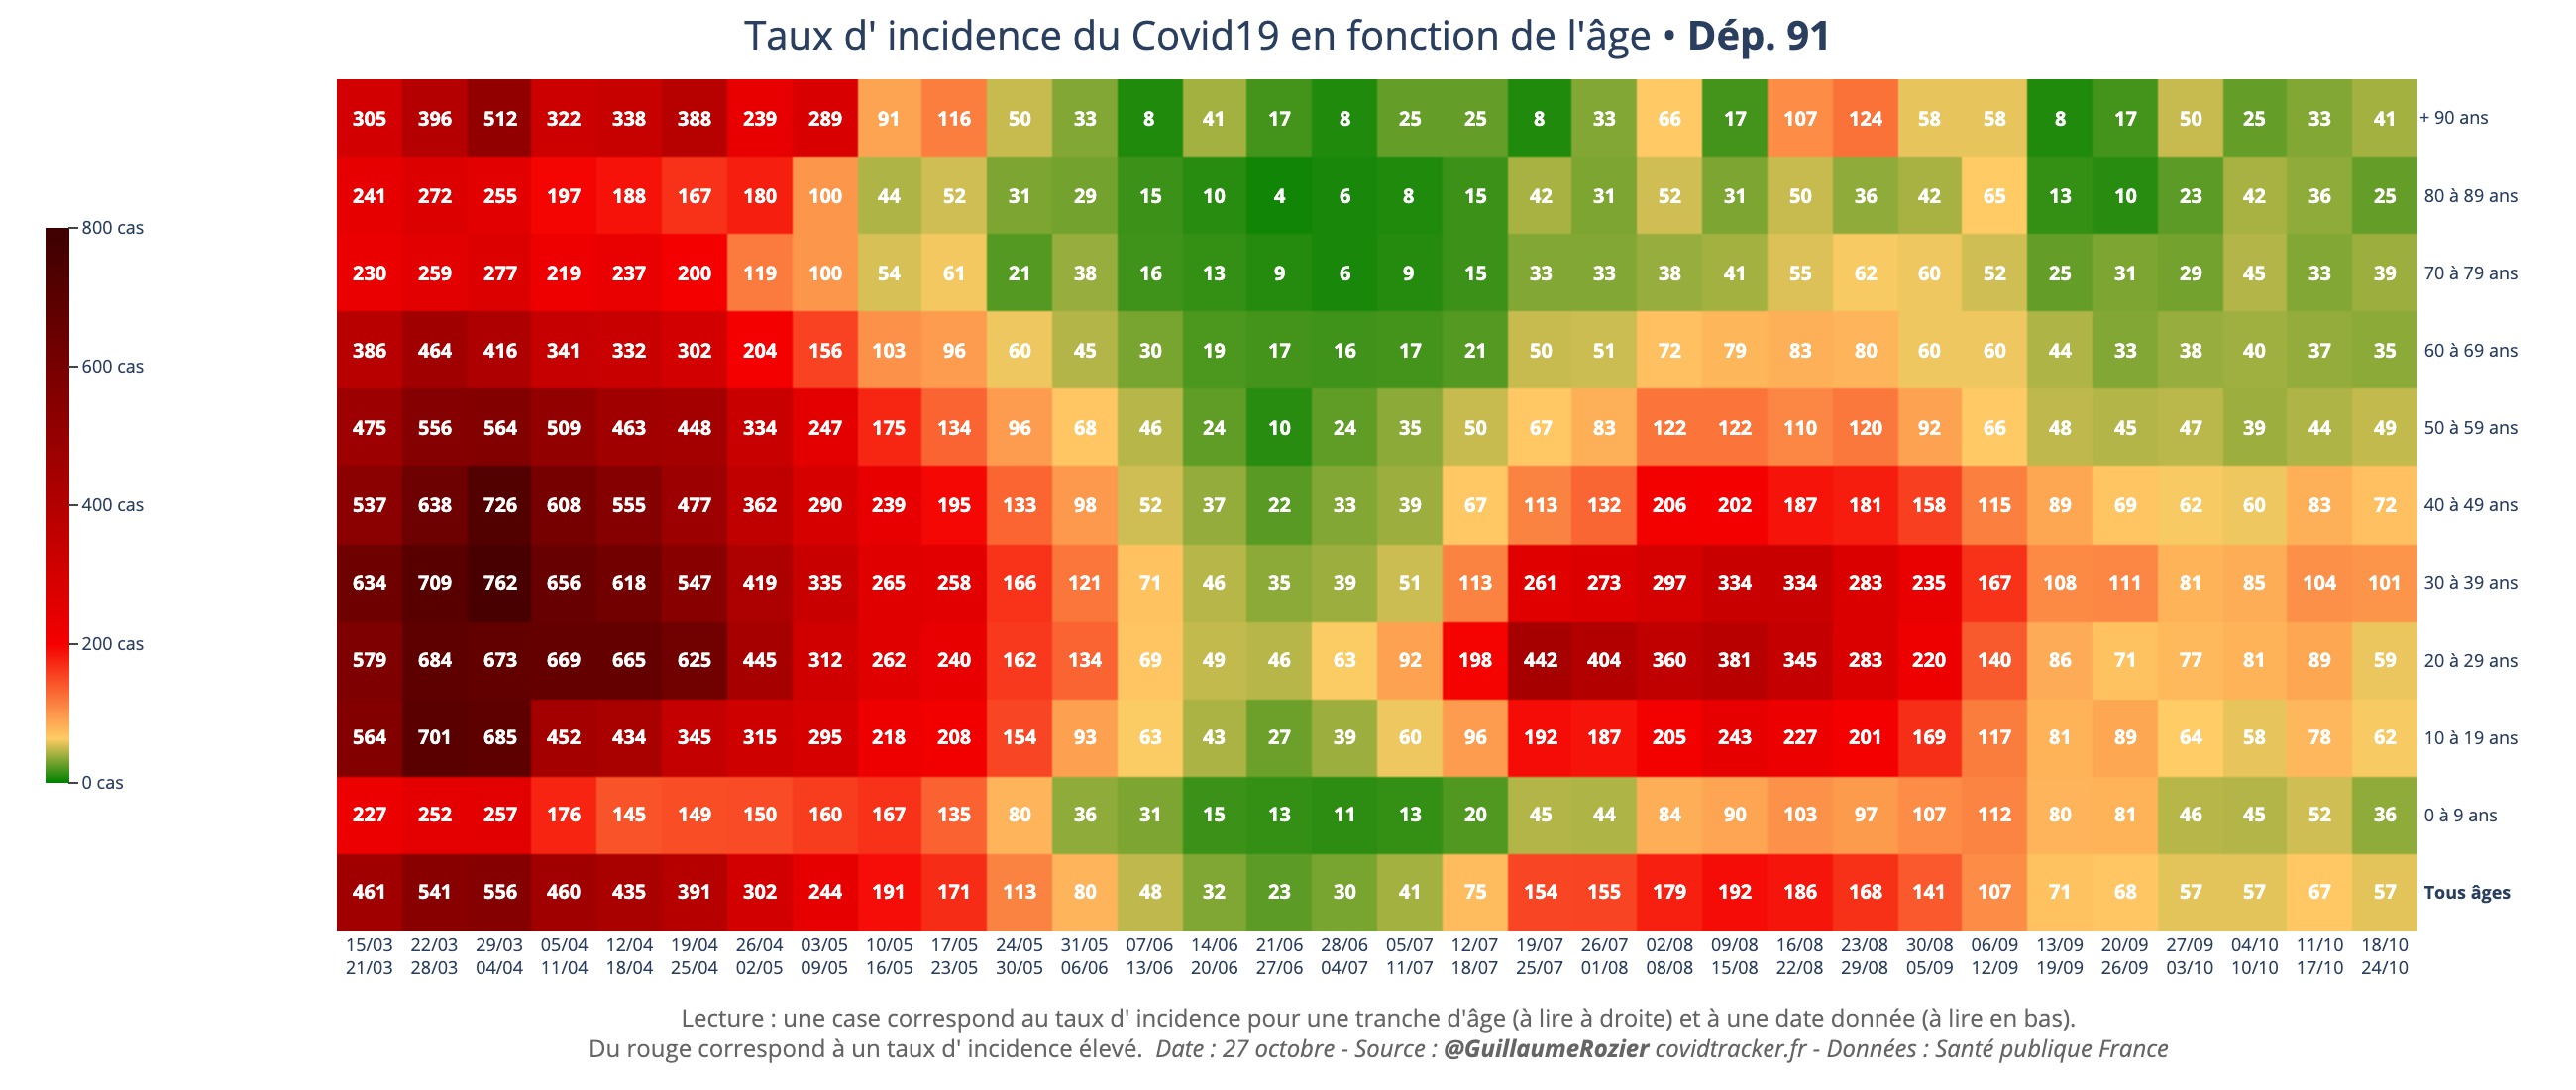 Taux d' incidence du Covid19 en fonction de l'âge • Dép. 91
800 cas
600 cas
400 cas
200 cas
0 cas
305 396 512 322 338 388 239 289 91 116 50 33 8 41 17 8 25 25 8 33 66 17 107 124 58 58 8 17 50 25 33 41 + 90 ans
241 272 255 197 188 167 180 100 44 52 31 29 15 10 4 6 8 15 42 31 52 31 50 36 42 65 13 10 23 42 36 25 80 à 89 ans
230 259 277 219 237 200 119 100 54 61 21 38 16 13 9 6 9 15 33 33 38 41 55 62 60 52 25 31 29 45 33 39 70 à 79 ans
386 464 416 341 332 302 204 156 103 96 60 45 30 19 17 16 17 21 50 51 72 79 83 80 60 60 44 33 38 40 37 35 60 à 69 ans
475 556 564 509 463 448 334 247 175 134 96 68 46 24 10 24 35 50 67 83 122 122 110 120 92 66 48 45 47 39 44 49 50 à 59 ans
537 638 726 608 555 477 362 290 239 195 133 98 52 37 22 33 39 67 113 132 206 202 187 181 158 115 89 69 62 60 83 72 40 à 49 ans
634 709 762 656 618 547 419 335 265 258 166 121 71 46 35 39 51 113 261 273 297 334 334 283 235 167 108 111 81 85 104 101 30 à 39 ans
579 684 673 669 665 625 445 312 262 240 162 134 69 49 46 63 92 198 442 404 360 381 345 283 220 140 86 71 77 81 89 59 20 à 29 ans
564 701 685 452 434 345 315 295 218 208 154 93 63 43 27 39 60 96 192 187 205 243 227 201 169 117 81 89 64 58 78 62 10 à 19 ans
227 252 257 176 145 149 150 160 167 135 80 36 31 15 13 11 13 20 45 44 84 90 103 97 107 112 80 81 46 45 52 36 0 à 9 ans
461 541 556 460 435 391 302 244 191 171 113 80 48 32 23 30 41 75 154 155 179 192 186 168 141 107 71 68 57 57 67 57 Tous âges
15/03 22/03 29/03 05/04 12/04 19/04 26/04 03/05 10/05 17/05 24/05 31/05 07/06 14/06 21/06 28/06 05/07 12/07 19/07 26/07 02/08 09/08 16/08 23/08 30/08 06/09 13/09 20/09 27/09 04/10 11/10 18/10
21/03 28/03 04/04 11/04 18/04 25/04 02/05 09/05 16/05 23/05 30/05 06/06 13/06 20/06 27/06 04/07 11/07 18/07 25/07 01/08 08/08 15/08 22/08 29/08 05/09 12/09 19/09 26/09 03/10 10/10 17/10 24/10
Lecture : une case correspond au taux d' incidence pour une tranche d'âge (à lire à droite) et à une date donnée (à lire en bas).
Du rouge correspond à un taux d' incidence élevé. Date : 27 octobre - Source : @GuillaumeRozier covidtracker.fr - Données : Santé publique France